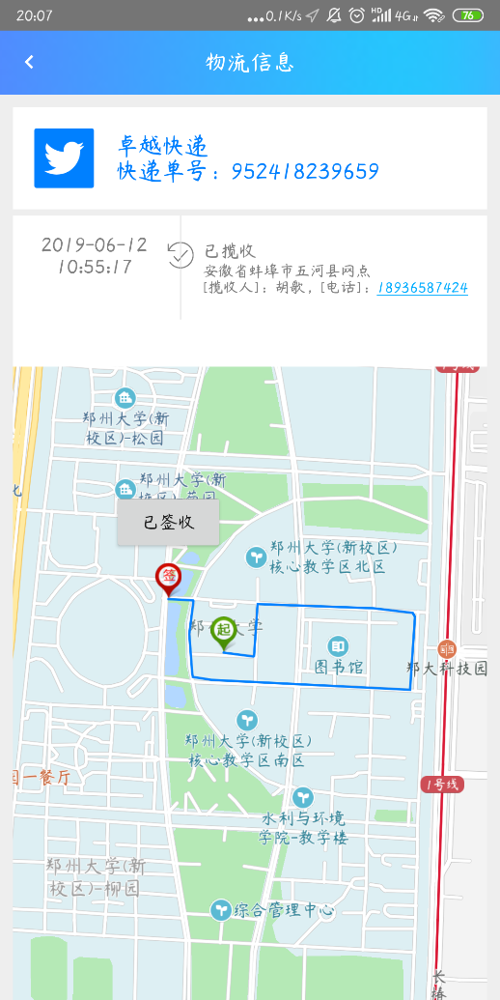 20:07
...0.1K/s
HD
4G
76
物流信息
卓越快递
快递单号：952418239659
2019-06-12
10:55:17
已揽收
安徽省蚌埠市五河县网点
[揽收人]：胡歌，[电话]：18936587424
1号线
郑州大学(新
校区)-松园
北
郑州大学(新
已签收
郑州大学(新校区)
核心教学区北区
签
起
大学
图书馆
郑大科技园
郑州大学(新校区)
核心教学区南区
园一餐厅
1号线
水利与环境
学院-教学楼
郑州大学(新
校区)-柳园
综合管理中心
长